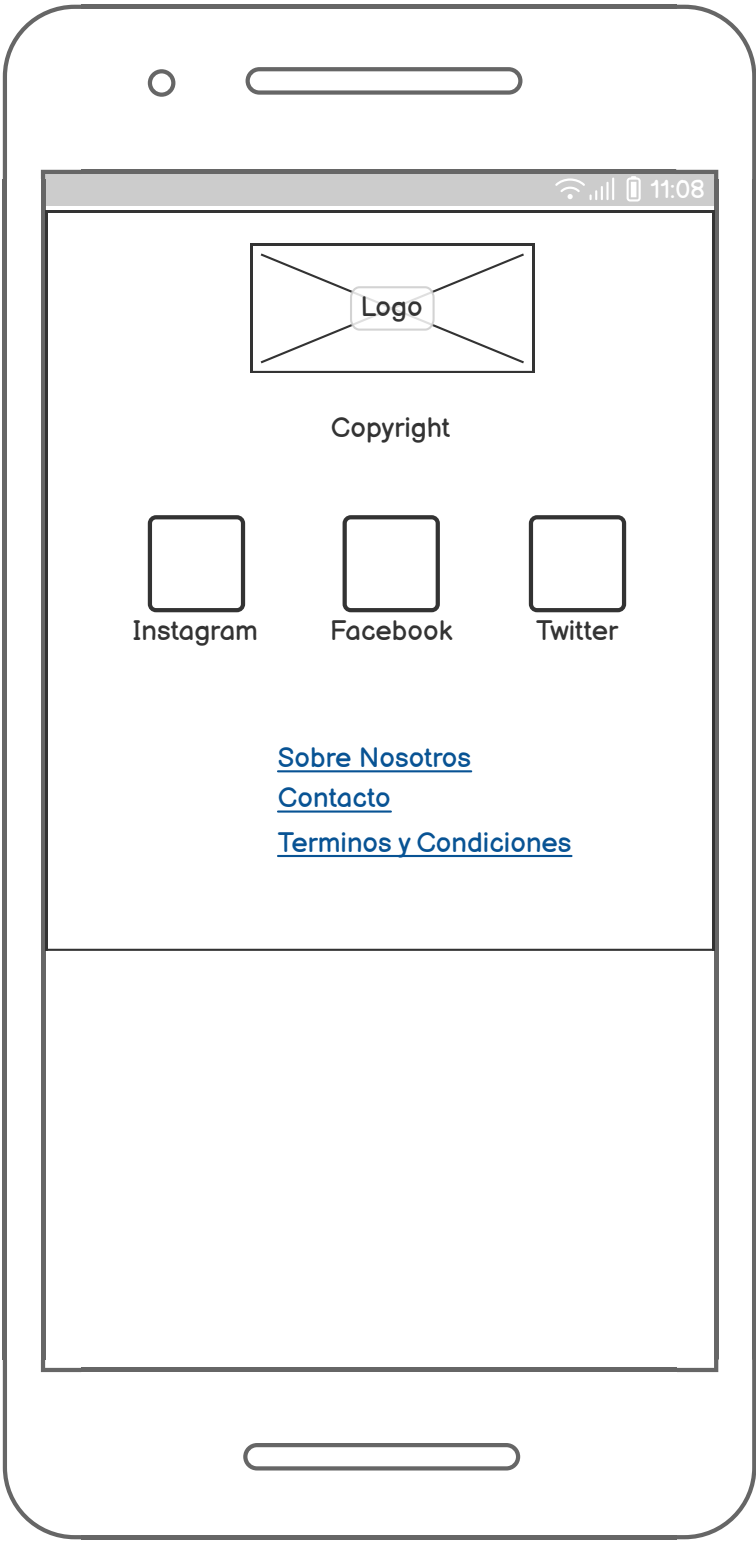 11:08
Logo
Copyright
Instagram Facebook Twitter
Sobre Nosotros
Contacto
Terminos y Condiciones